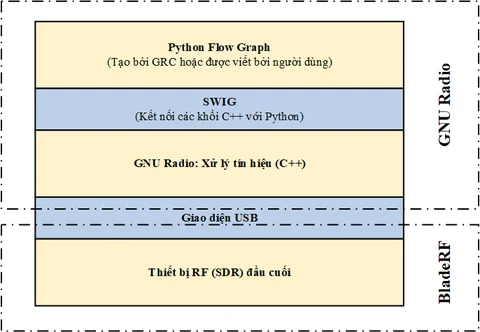 Python Flow Graph
(Tạo bởi GRC hoặc được viết bởi người dùng)
SWIG
(Kết nối các khối C++ với Python)
GNU Radio: Xử lý tín hiệu (C++)
Giao diện USB
Thiết bị RF (SDR) đầu cuối
GNU Radio
BladeRF